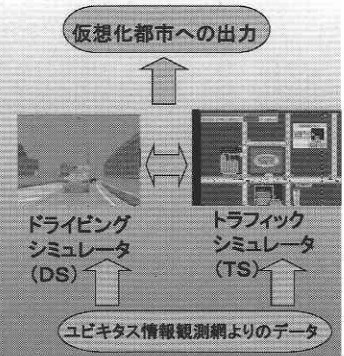 仮想化都市への出力
ドライビング
シミュレータ
(DS)
トラフィック
シミュレータ
(TS)
ユビキタス情報観測網よりのデータ